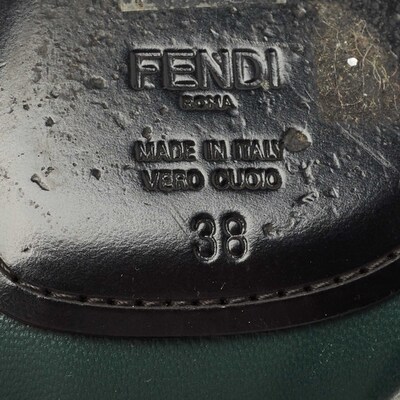 FENDI
ROMA
MADE IN ITALY
VERO CUOIO
38